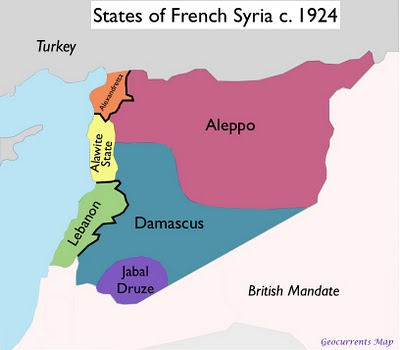 States of French Syria c. 1924
Turkey
Alexandretta
Aleppo
Alawite
State
Lebanon
Damascus
Jabal
Druze
British Mandate
Geocurrents Map